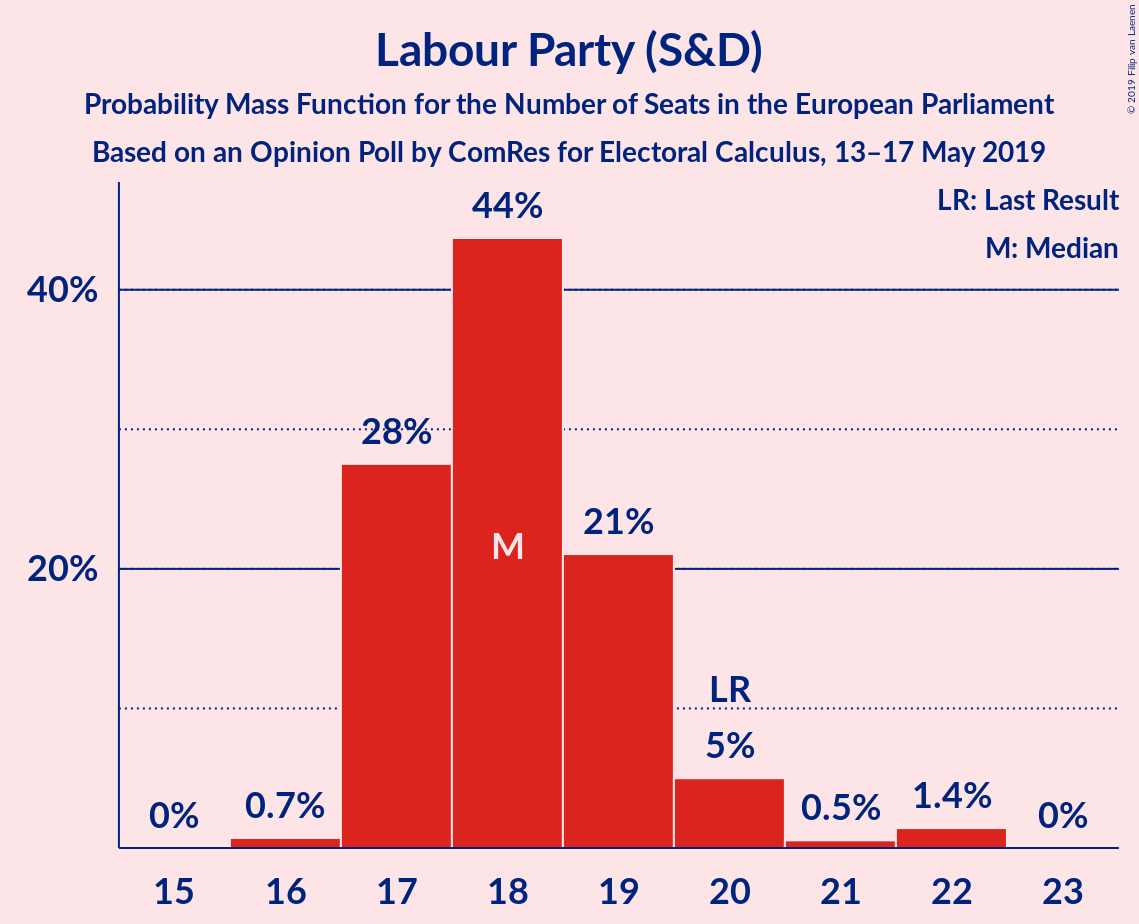 Labour Party (S&D)
Probability Mass Function for the Number of Seats in the European Parliament
Based on an Opinion Poll by ComRes for Electoral Calculus, 13–17 May 2019
© 2019 Filip van Laenen
LR: Last Result
M: Median
44%
40%
28%
21%
M
20%
LR
5%
0%
0.7%
0.5%
1.4%
0%
15 16 17 18 19 20 21 22 23